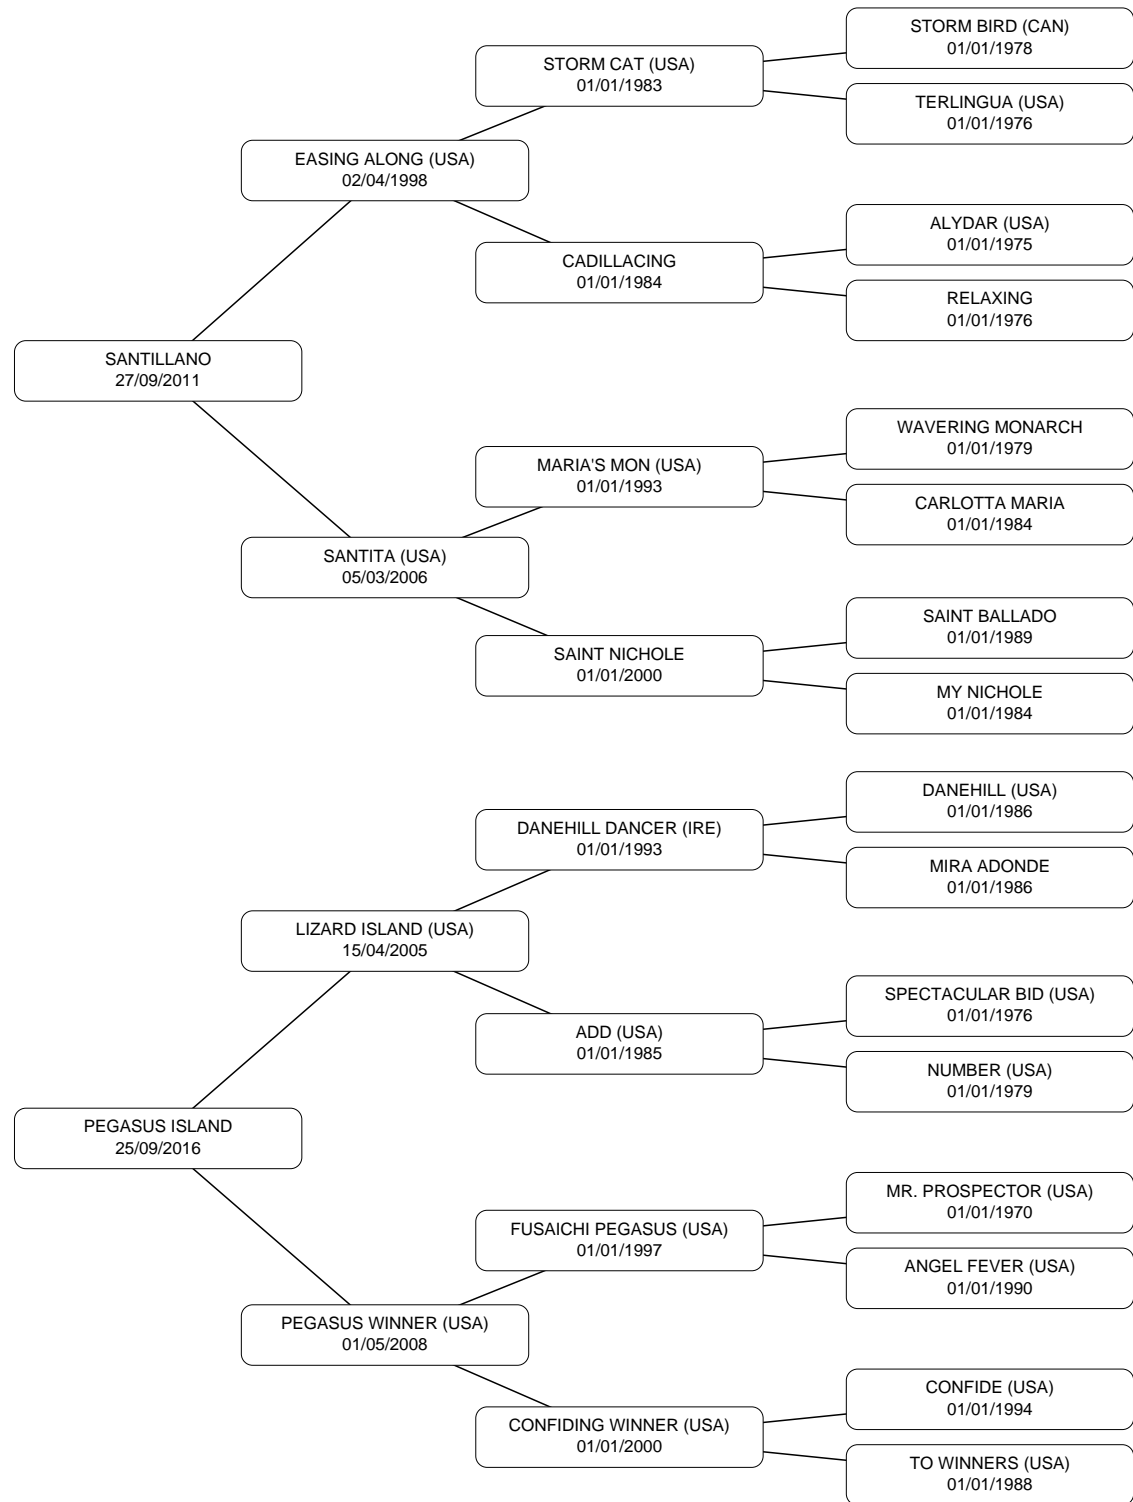 STORM BIRD (CAN)
01/01/1978
STORM CAT (USA)
01/01/1983
TERLINGUA (USA)
01/01/1976
EASING ALONG (USA)
02/04/1998
ALYDAR (USA)
01/01/1975
CADILLACING
01/01/1984
RELAXING
01/01/1976
SANTILLANO
27/09/2011
WAVERING MONARCH
01/01/1979
MARIA'S MON (USA)
01/01/1993
CARLOTTA MARIA
01/01/1984
SANTITA (USA)
05/03/2006
SAINT BALLADO
01/01/1989
SAINT NICHOLE
01/01/2000
MY NICHOLE
01/01/1984
DANEHILL (USA)
01/01/1986
DANEHILL DANCER (IRE)
01/01/1993
MIRA ADONDE
01/01/1986
LIZARD ISLAND (USA)
15/04/2005
SPECTACULAR BID (USA)
01/01/1976
ADD (USA)
01/01/1985
NUMBER (USA)
01/01/1979
PEGASUS ISLAND
25/09/2016
MR. PROSPECTOR (USA)
01/01/1970
FUSAICHI PEGASUS (USA)
01/01/1997
ANGEL FEVER (USA)
01/01/1990
PEGASUS WINNER (USA)
01/05/2008
CONFIDE (USA)
01/01/1994
CONFIDING WINNER (USA)
01/01/2000
TO WINNERS (USA)
01/01/1988